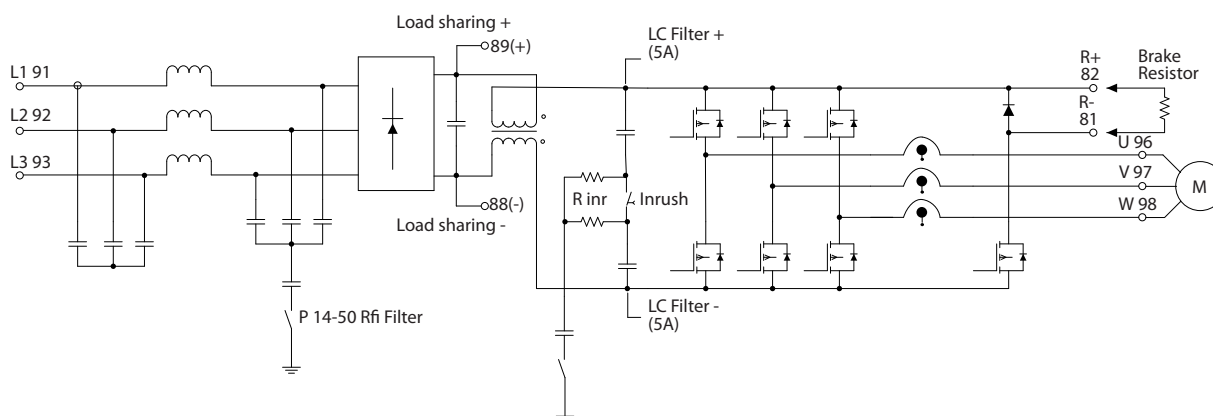 Load sharing +
89(+)
LC Filter +
(5A)
L1 91
L2 92
L3 93
R+
82
Brake
Resistor
R-
81
U 96
V 97
W 98
M
R inr
Inrush
88(-)
Load sharing -
LC Filter -
(5A)
P 14-50 Rfi Filter